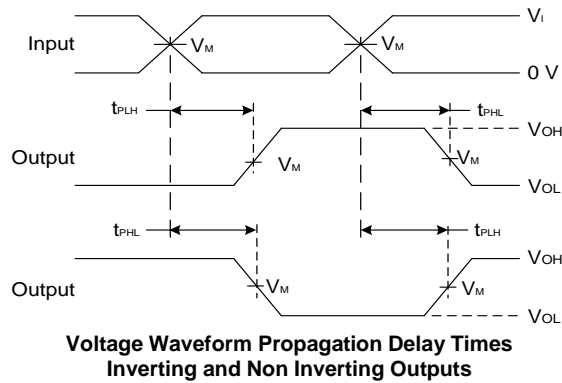 VI
Input
VM
VM
0 V
tPLH
tPHL
VOH
Output
VM
VM
VOL
tPHL
tPLH
VOH
Output
VM
VM
VOL
Voltage Waveform Propagation Delay Times
Inverting and Non Inverting Outputs